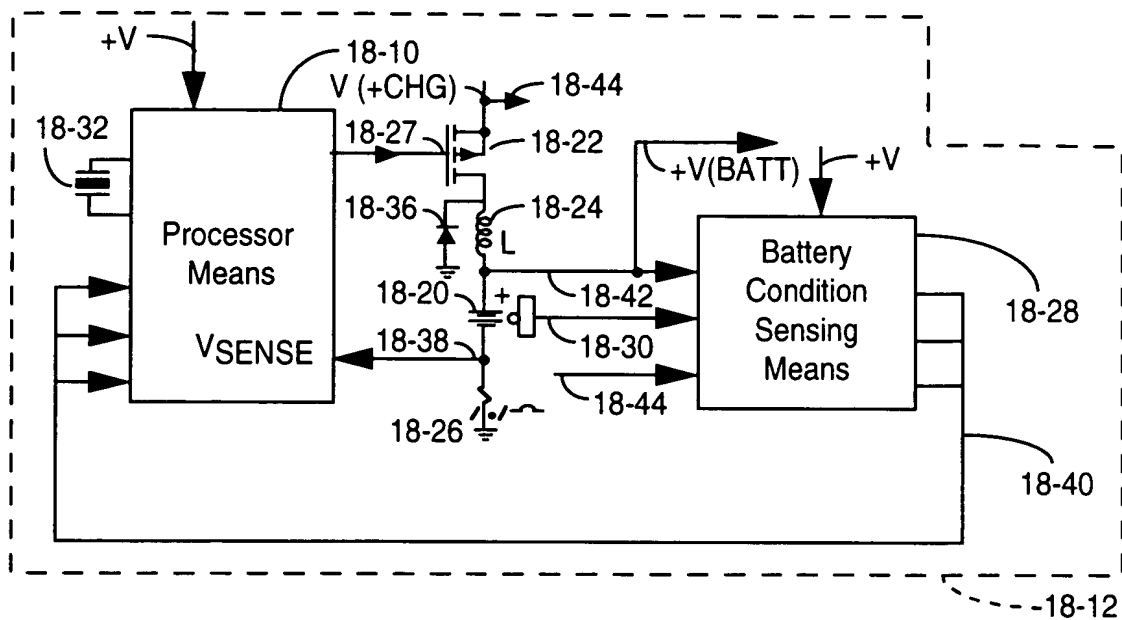 +V
18-10
V (+CHG)
18-44
18-32
18-27
18-22
+V(BATT)
+V
18-36
18-24
L
Processor
Means
Battery
Condition
Sensing
Means
18-20
+
18-42
18-28
18-38
18-30
VSENSE
18-44
18-26
18-40
18-12